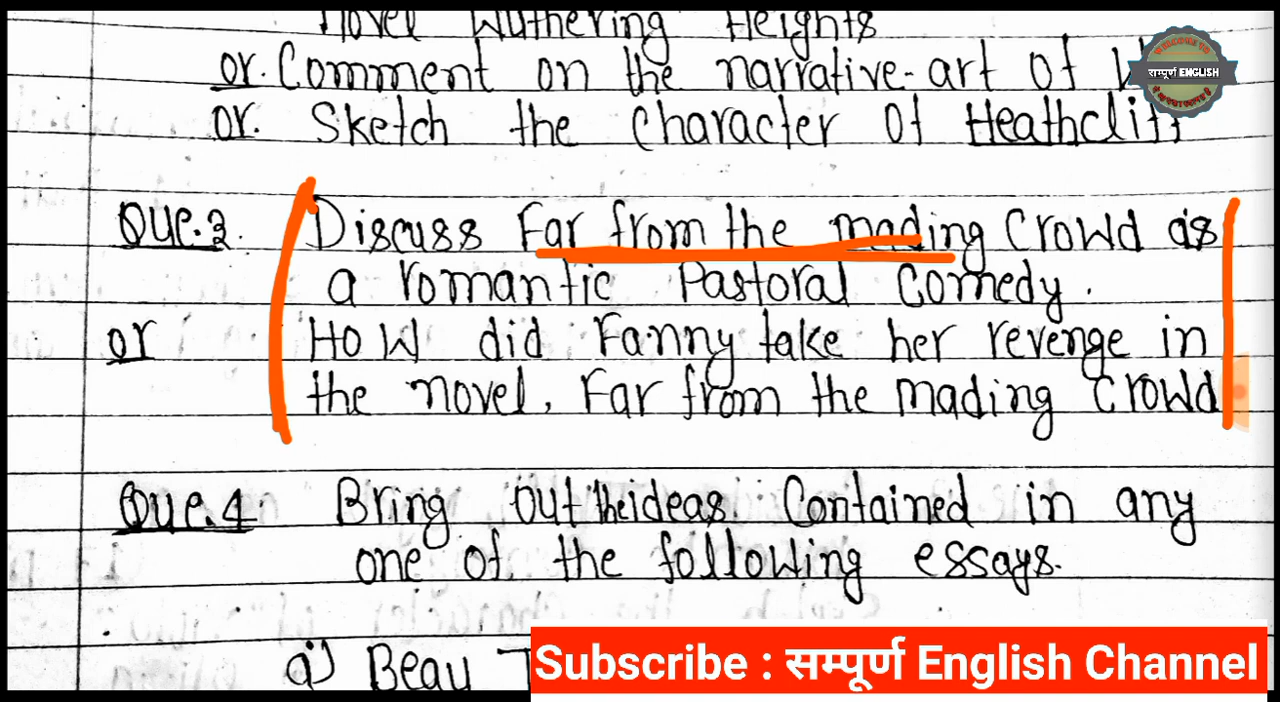 Novel Wuthering Heights
or. Comment on the narrative-art of
or. Sketch the character of Heathcliff
WELCOME TO
सम्पूर्ण ENGLISH
Que.3 Discuss Far from the mading Crowd as
a romantic Pastoral Comedy.
or How did Fanny take her revenge in
the novel, Far from the mading Crowd
Que.4 Bring out the ideas Contained in any
one of the following essays.
a) Beau
Subscribe : सम्पूर्ण English Channel